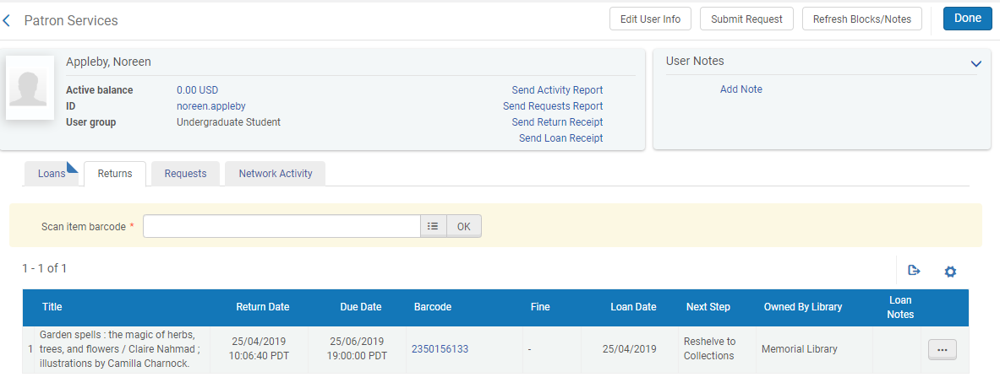 Patron Services
Edit User Info
Submit Request
Refresh Blocks/Notes
Done
Appleby, Noreen
Active balance 0.00 USD Send Activity Report
ID noreen.appleby Send Requests Report
User group Undergraduate Student Send Return Receipt
Send Loan Receipt
User Notes
Add Note
Loans Returns Requests Network Activity
Scan item barcode * OK
1 - 1 of 1
Title Return Date Due Date Barcode Fine Loan Date Next Step Owned By Library Loan Notes
1 Garden spells : the magic of herbs, trees, and flowers / Claire Nahmad ; illustrations by Camilla Charnock. 25/04/2019 10:06:40 PDT 25/06/2019 19:00:00 PDT 2350156133 - 25/04/2019 Reshelve to Collections Memorial Library ...